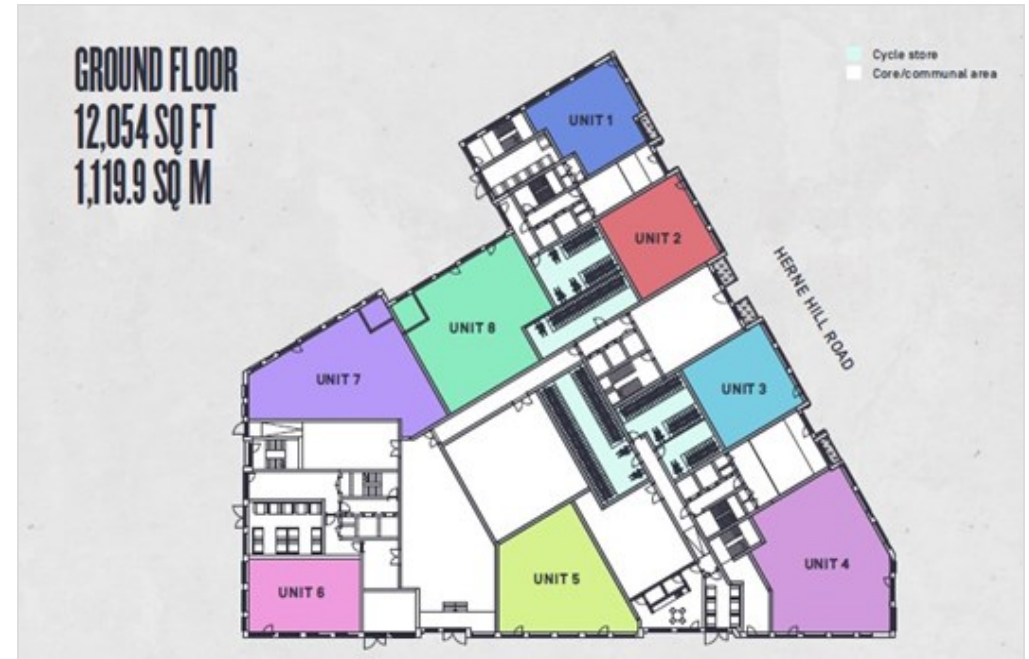 GROUND FLOOR
12,054 SQ FT
1,119.9 SQ M
Cycle store
Core/communal area
UNIT 1
UNIT 2
HERNE HILL ROAD
UNIT 8
UNIT 7
UNIT 3
UNIT 4
UNIT 5
UNIT 6